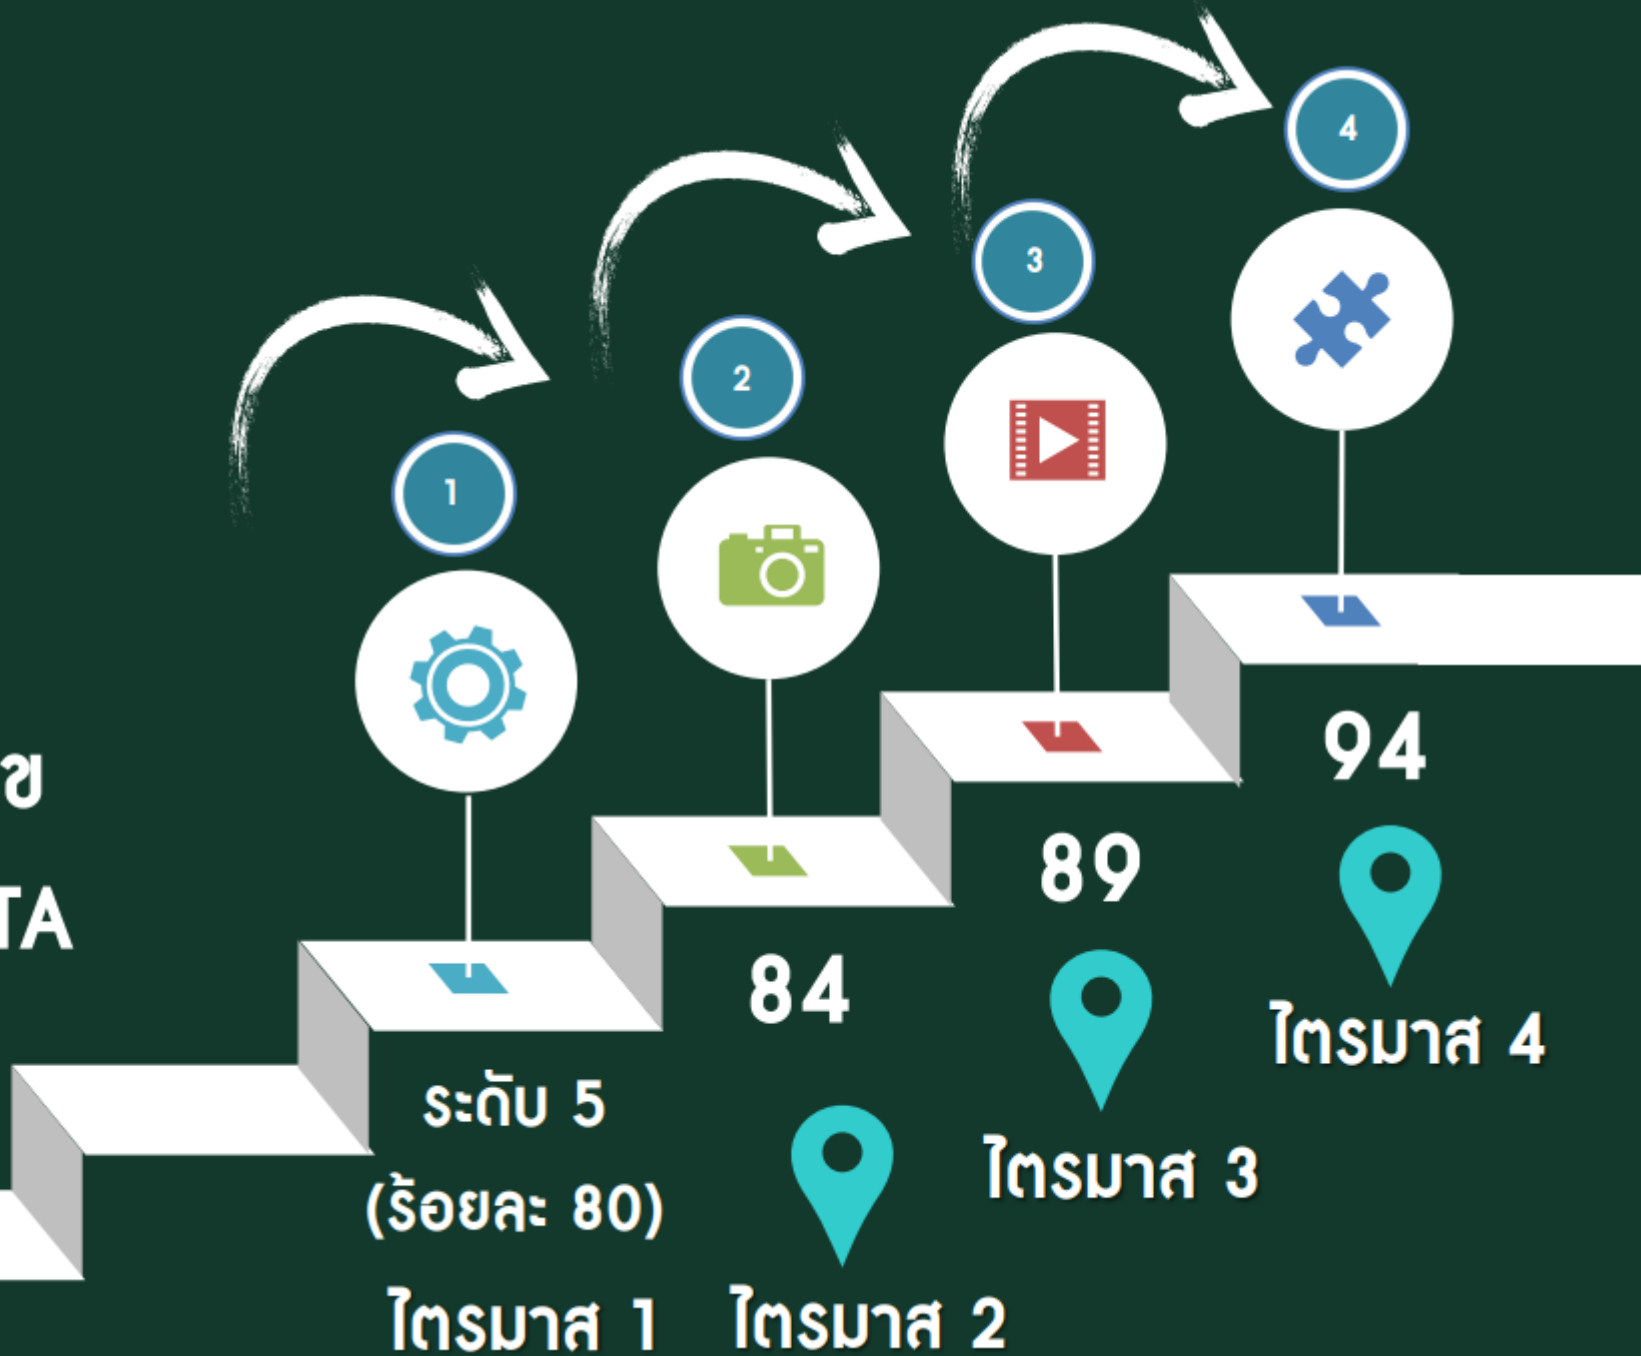 4
3
2
1
94
89
84
ไตรมาส 4
ระดับ 5
(ร้อยละ 80)
ไตรมาส 3
ไตรมาส 1
ไตรมาส 2